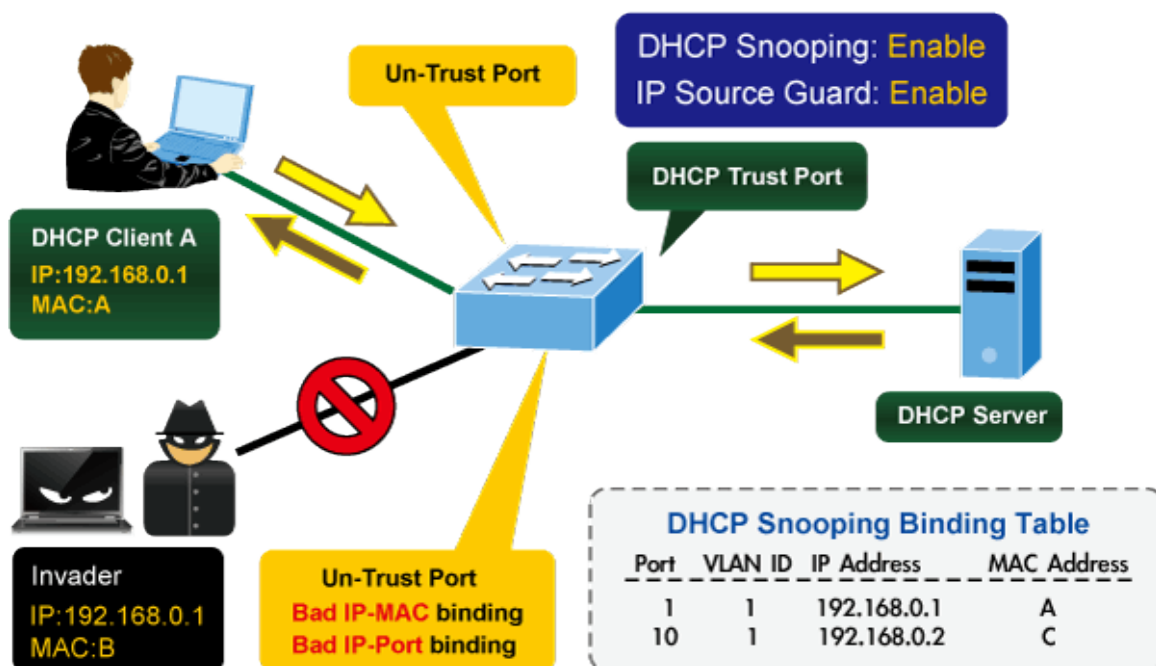 DHCP Snooping: Enable
IP Source Guard: Enable
Un-Trust Port
DHCP Trust Port
DHCP Client A
IP:192.168.0.1
MAC:A
DHCP Server
Invader
IP:192.168.0.1
MAC:B
Un-Trust Port
Bad IP-MAC binding
Bad IP-Port binding
DHCP Snooping Binding Table
Port VLAN ID IP Address MAC Address
1 1 192.168.0.1 A
10 1 192.168.0.2 C